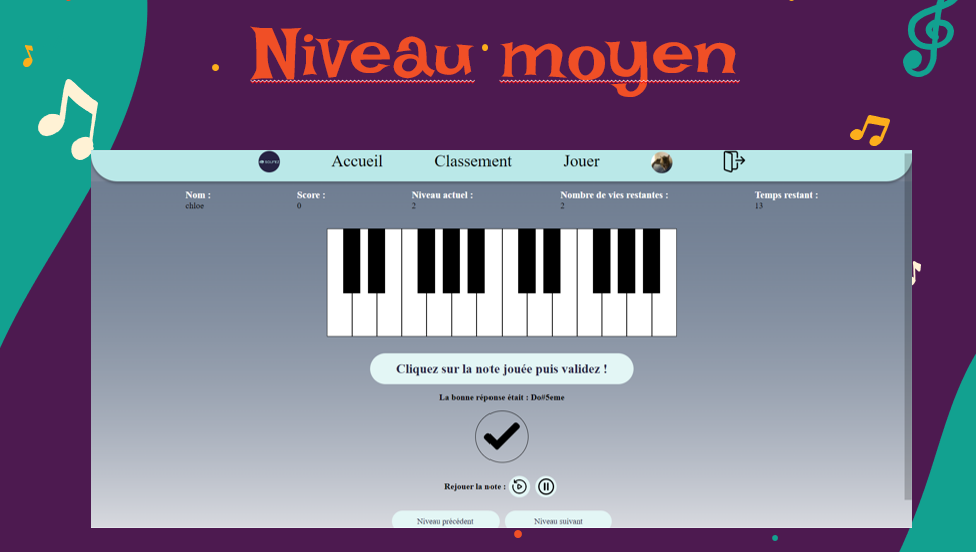 Niveau moyen
Accueil Classement Jouer
Nom : Score : Niveau actuel : Nombre de vies restantes : Temps restant :
chloe 0 2 2 13
Cliquez sur la note jouée puis validez !
La bonne réponse était : Do#5eme
Rejouer la note :
Niveau précédent Niveau suivant